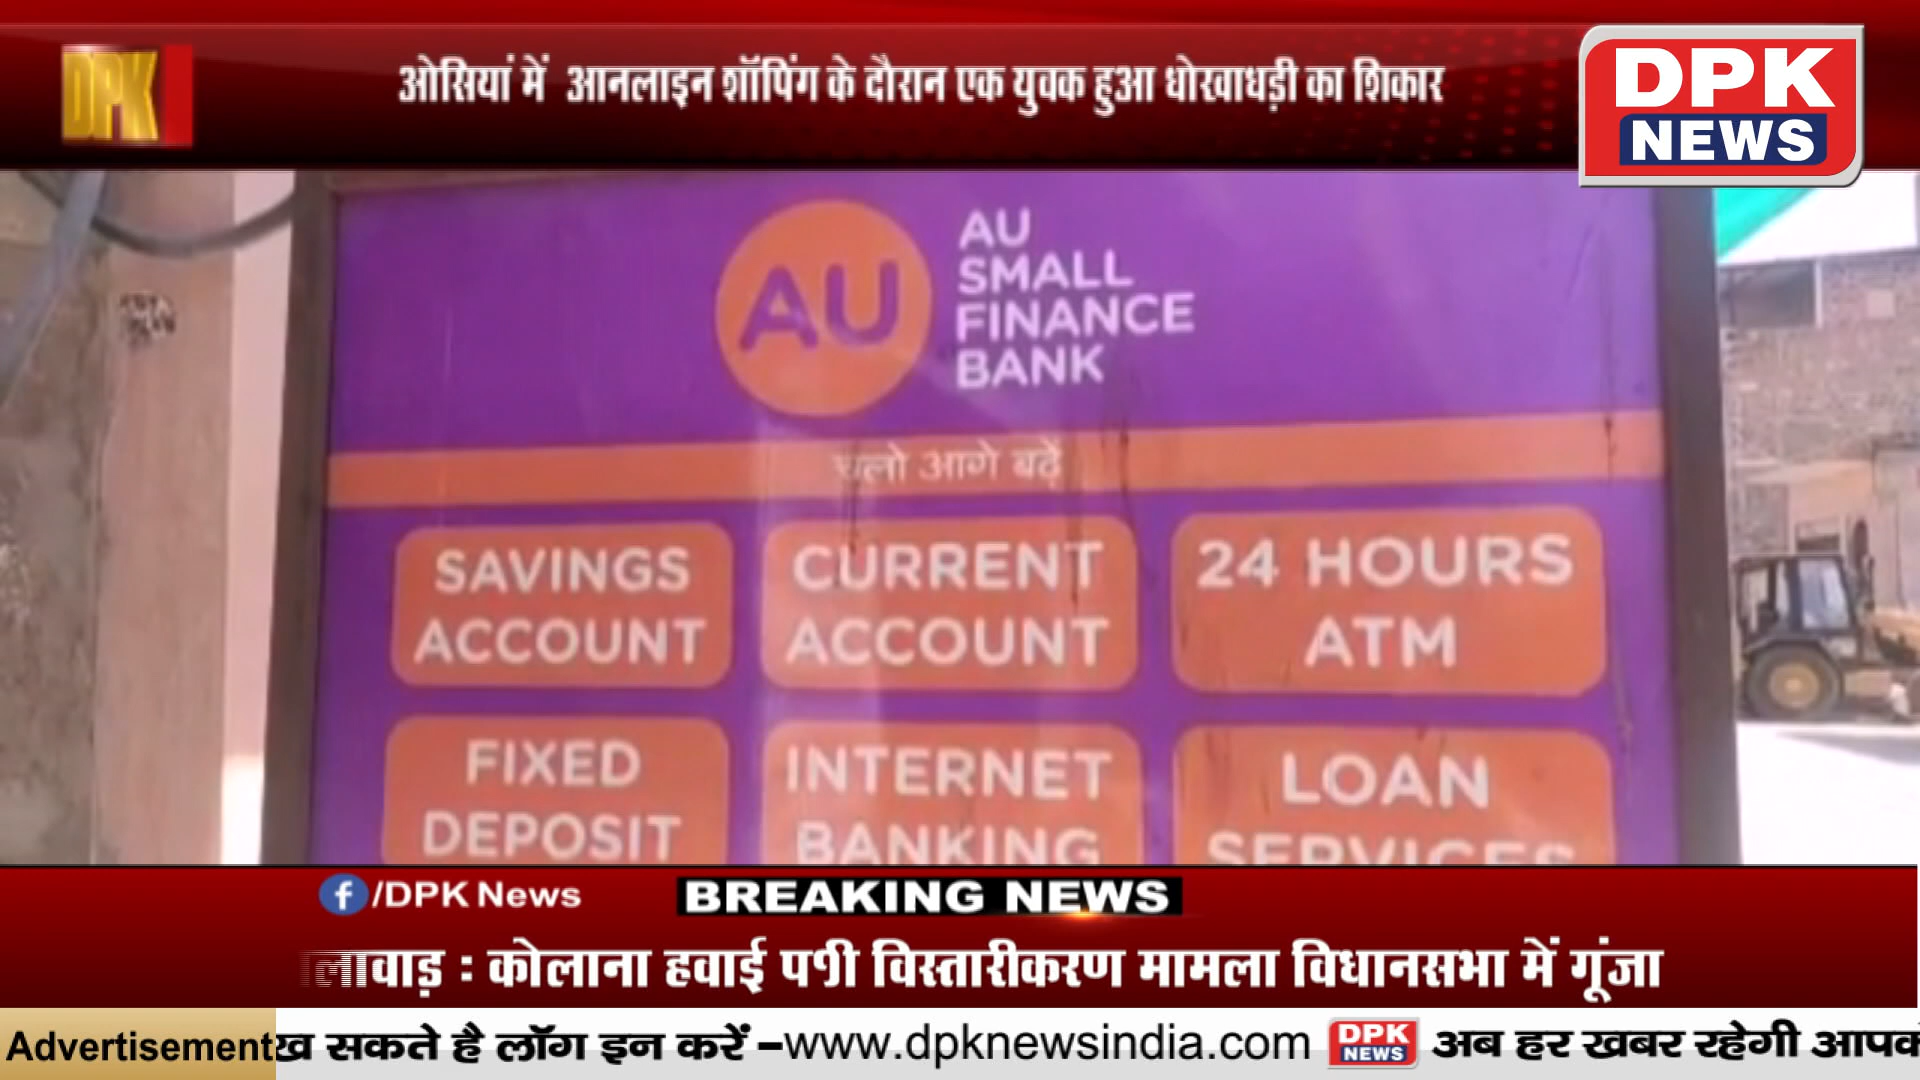 DPK
ओसियां में आनलाइन शॉपिंग के दौरान एक युवक हुआ धोखाधड़ी का शिकार
DPK
NEWS
AU
AU
SMALL
FINANCE
BANK
चलो आगे बढ़ें
SAVINGS
ACCOUNT
CURRENT
ACCOUNT
24 HOURS
ATM
FIXED
DEPOSIT
INTERNET
BANKING
LOAN
SERVICES
/DPK News
BREAKING NEWS
लावाड़ : कोलाना हवाई पट्टी विस्तारीकरण मामला विधानसभा में गूंजा
Advertisement
सकते है लॉग इन करें –www.dpknewsindia.com DPK NEWS अब हर खबर रहेगी